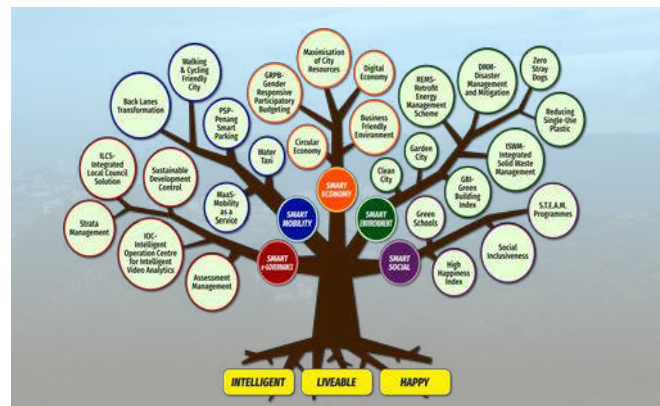 Maximisation
of City
Resources
Walking
& Cycling
Friendly
City
Digital
Economy
Zero
Stray
Dogs
DMM-
Disaster
Management
and Mitigation
GRPB-
Gender
Responsive
Participatory
Budgeting
REMS-
Retrofit
Energy
Management
Scheme
Back Lanes
Transformation
PSP-
Penang
Smart
Parking
Business
Friendly
Environment
Reducing
Single-Use
Plastic
Circular
Economy
Garden
City
ISWM-
Integrated
Solid Waste
Management
ILCS-
Integrated
Local Council
Solution
Sustainable
Development
Control
Water
Taxi
Clean
City
GBI-
Green
Building
Index
MaaS-
Mobility
as a
Service
SMART
ECONOMY
S.T.E.A.M.
Programmes
Strata
Management
SMART
MOBILITY
SMART
ENVIRONMENT
Green
Schools
IOC-
Intelligent
Operation Centre
for Intelligent
Video Analytics
SMART
e-GOVERNANCE
SMART
SOCIAL
Social
Inclusiveness
Assessment
Management
High
Happiness
Index
INTELLIGENT
LIVEABLE
HAPPY